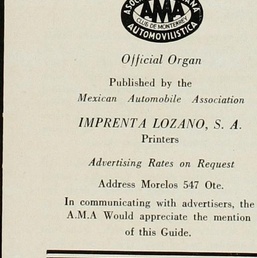 AMA
CLUB DE MONTERREY
AUTOMOVILISTICA
Official Organ
Published by the
Mexican Automobile Association
IMPRENTA LOZANO, S. A.
Printers
Advertising Rates on Request
Address Morelos 547 Ote.
In communicating with advertisers, the
A.M.A Would appreciate the mention
of this Guide.